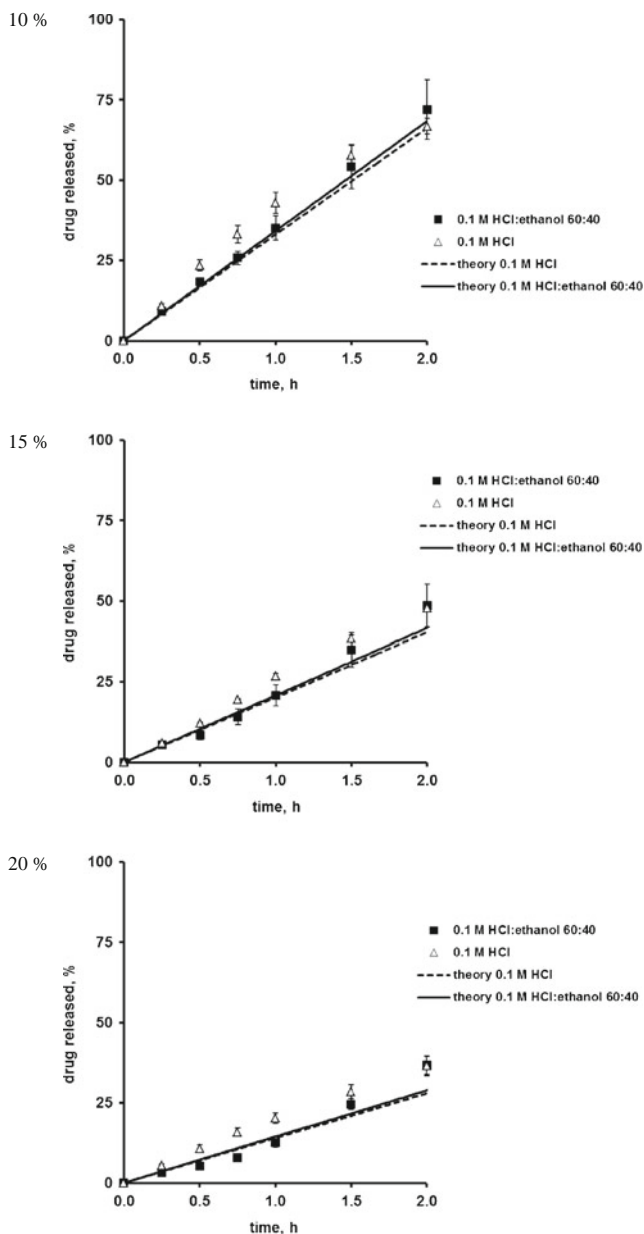 10 %
100
75
50
25
0
drug released, %
0.1 M HCl:ethanol 60:40
0.1 M HCl
theory 0.1 M HCl
theory 0.1 M HCl:ethanol 60:40
0.0 0.5 1.0 1.5 2.0
time, h
15 %
100
75
50
25
0
drug released, %
0.1 M HCl:ethanol 60:40
0.1 M HCl
theory 0.1 M HCl
theory 0.1 M HCl:ethanol 60:40
0.0 0.5 1.0 1.5 2.0
time, h
20 %
100
75
50
25
0
drug released, %
0.1 M HCl:ethanol 60:40
0.1 M HCl
theory 0.1 M HCl
theory 0.1 M HCl:ethanol 60:40
0.0 0.5 1.0 1.5 2.0
time, h